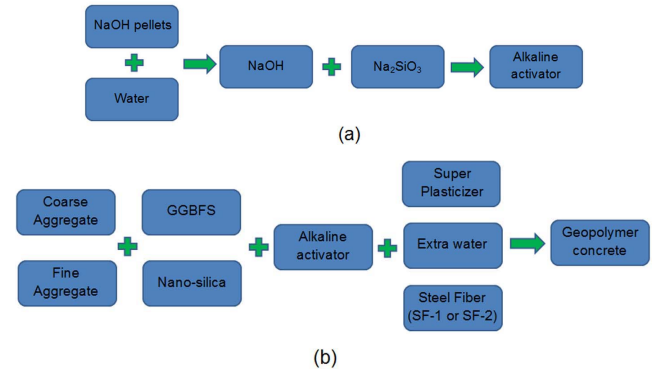 NaOH pellets
Water
NaOH
Na₂SiO₃
Alkaline
activator
(a)
Coarse
Aggregate
Fine
Aggregate
GGBFS
Nano-silica
Alkaline
activator
Super
Plasticizer
Extra water
Steel Fiber
(SF-1 or SF-2)
Geopolymer
concrete
(b)